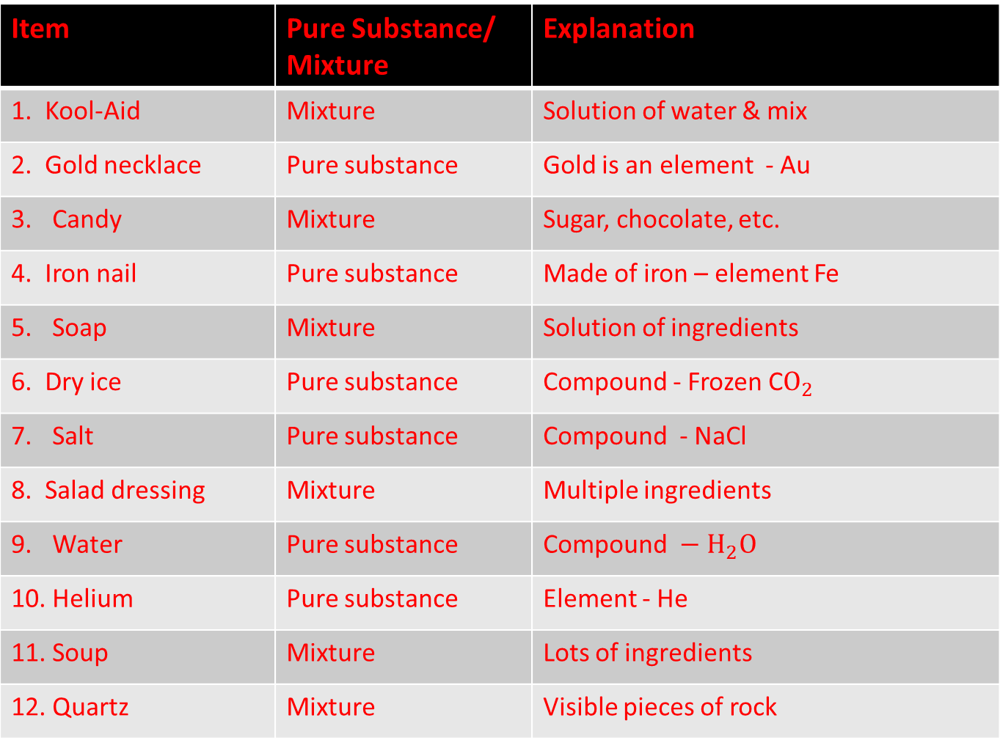 Item Pure Substance/ Explanation
Mixture
1. Kool-Aid Mixture Solution of water & mix
2. Gold necklace Pure substance Gold is an element - Au
3. Candy Mixture Sugar, chocolate, etc.
4. Iron nail Pure substance Made of iron – element Fe
5. Soap Mixture Solution of ingredients
6. Dry ice Pure substance Compound - Frozen CO₂
7. Salt Pure substance Compound - NaCl
8. Salad dressing Mixture Multiple ingredients
9. Water Pure substance Compound − H₂O
10. Helium Pure substance Element - He
11. Soup Mixture Lots of ingredients
12. Quartz Mixture Visible pieces of rock